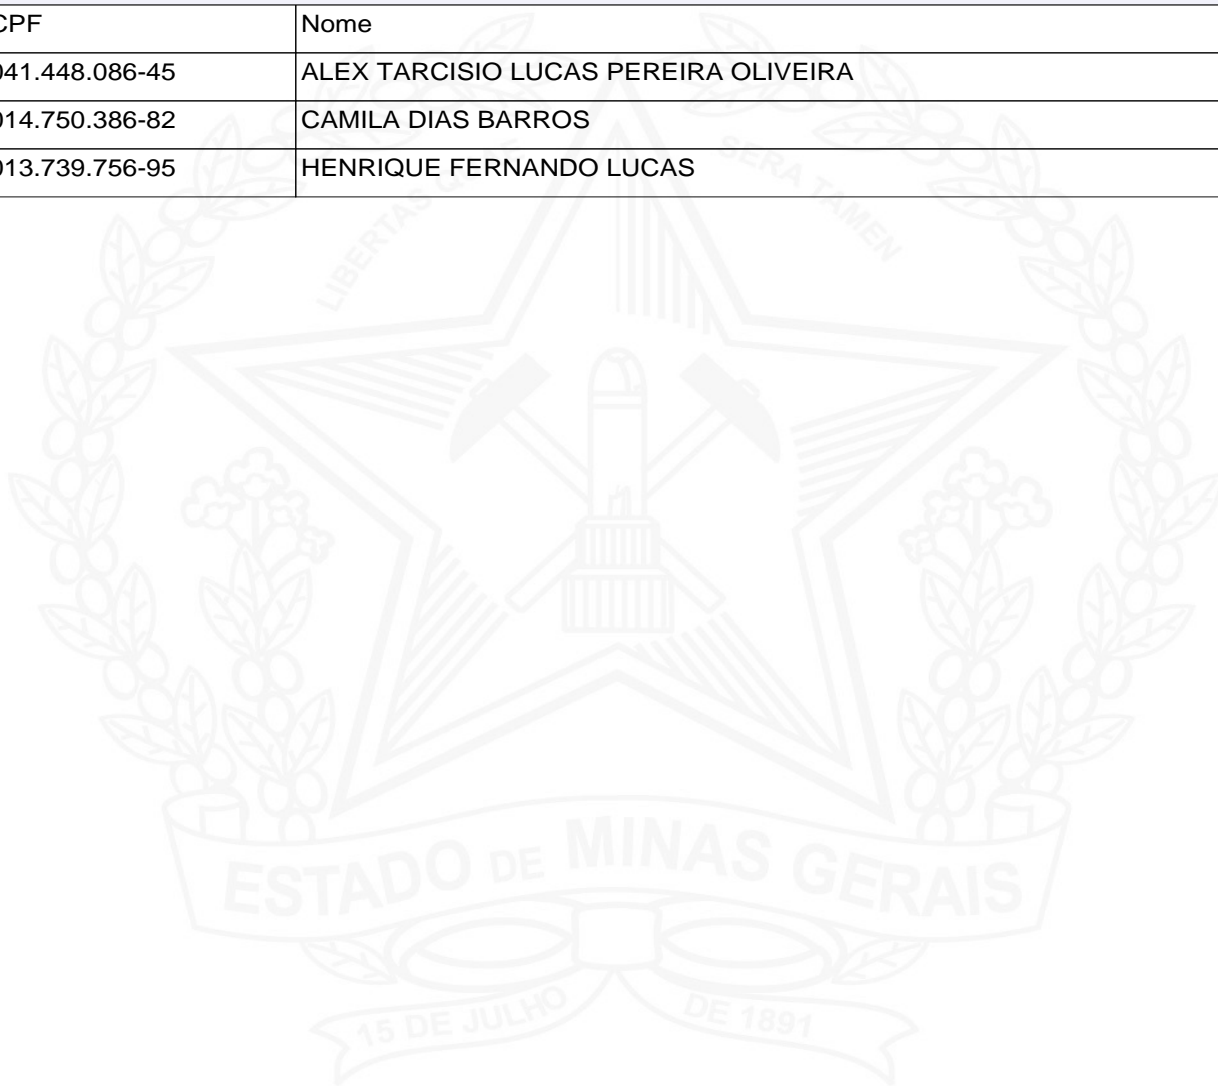 CPF Nome
041.448.086-45 ALEX TARCISIO LUCAS PEREIRA OLIVEIRA
014.750.386-82 CAMILA DIAS BARROS
013.739.756-95 HENRIQUE FERNANDO LUCAS
LIBERTAS QUE SERA TAMEN
ESTADO DE MINAS GERAIS
15 DE JULHO DE 1891